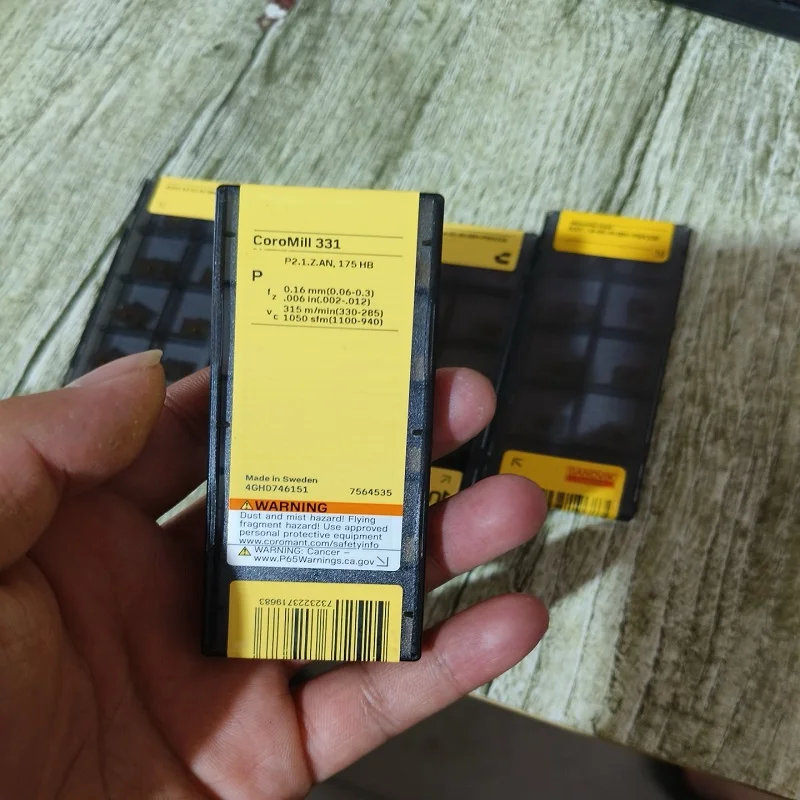 CoroMill 331
P2.1.Z.AN, 175 HB
P
fz 0.16 mm(0.06-0.3)
.006 in(.002-.012)
vc 315 m/min(330-285)
1050 sfm(1100-940)
Made in Sweden
4GH0746151 7564535
⚠WARNING
Dust and mist hazard! Flying
fragment hazard! Use approved
personal protective equipment
www.coromant.com/safetyinfo
⚠ WARNING: Cancer –
www.P65Warnings.ca.gov
7323223719683
SANDVIK